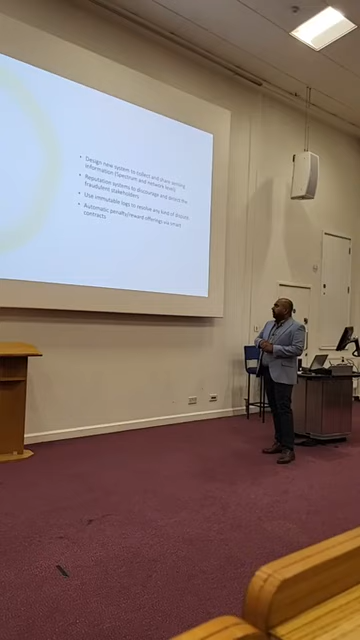 • Design new system to collect and share sensing
information (Spectrum and network level)
• Reputation systems to discourage and detect the
fraudulent stakeholders
• Use immutable logs to resolve any kind of disputes
• Automatic penalty/reward offerings via smart
contracts